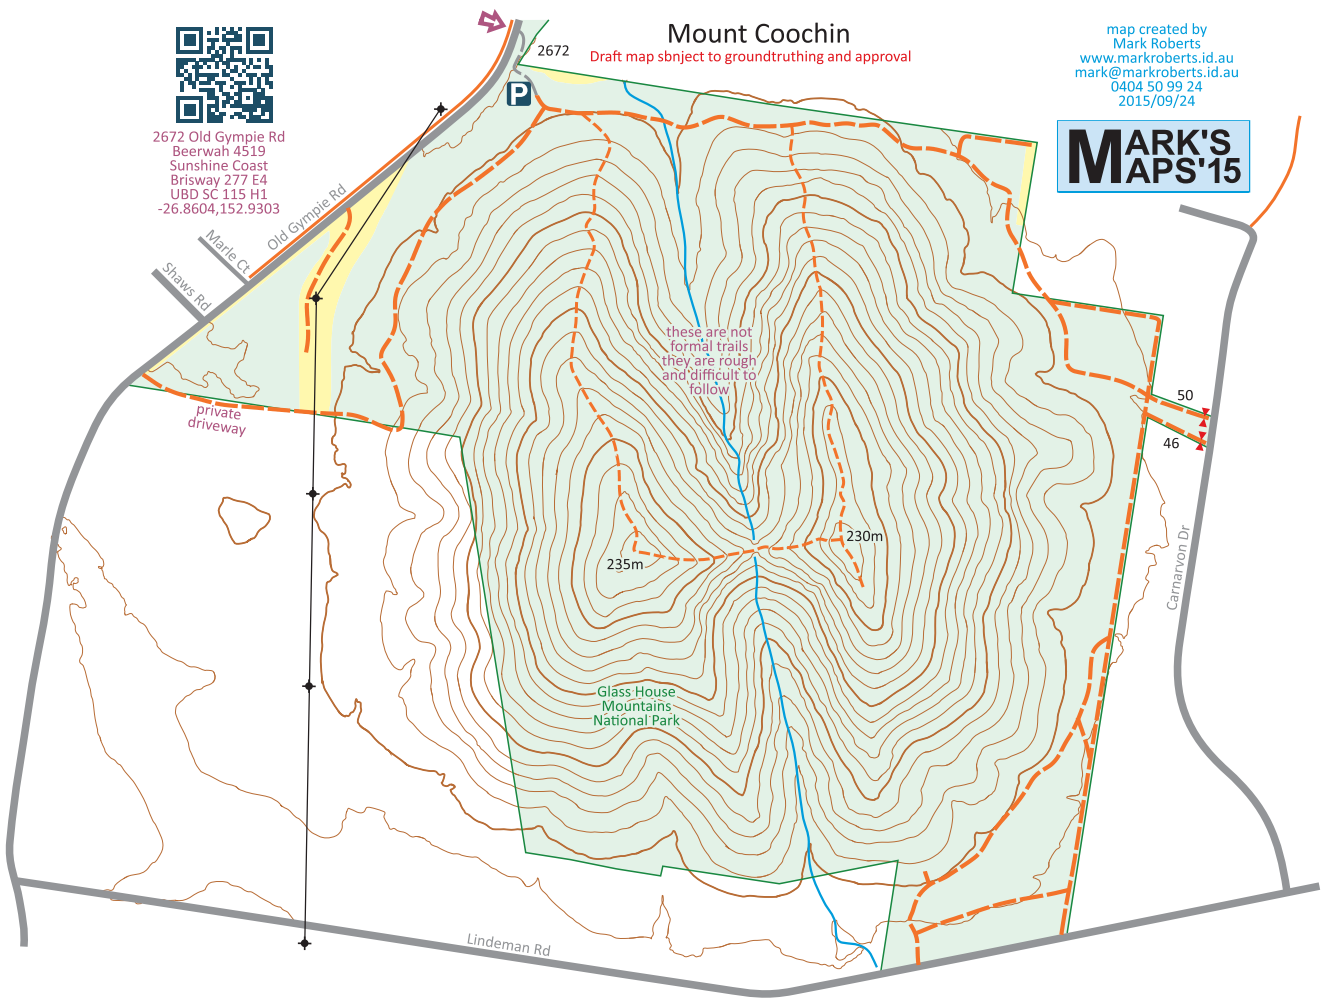 Mount Coochin
Draft map sbnject to groundtruthing and approval
2672
P
2672 Old Gympie Rd
Beerwah 4519
Sunshine Coast
Brisway 277 E4
UBD SC 115 H1
-26.8604,152.9303
map created by
Mark Roberts
www.markroberts.id.au
mark@markroberts.id.au
0404 50 99 24
2015/09/24
MARK'S
MAPS'15
Old Gympie Rd
Marle Ct
Shaws Rd
private
driveway
these are not
formal trails
they are rough
and difficult to
follow
50
46
230m
235m
Carnarvon Dr
Glass House
Mountains
National Park
Lindeman Rd